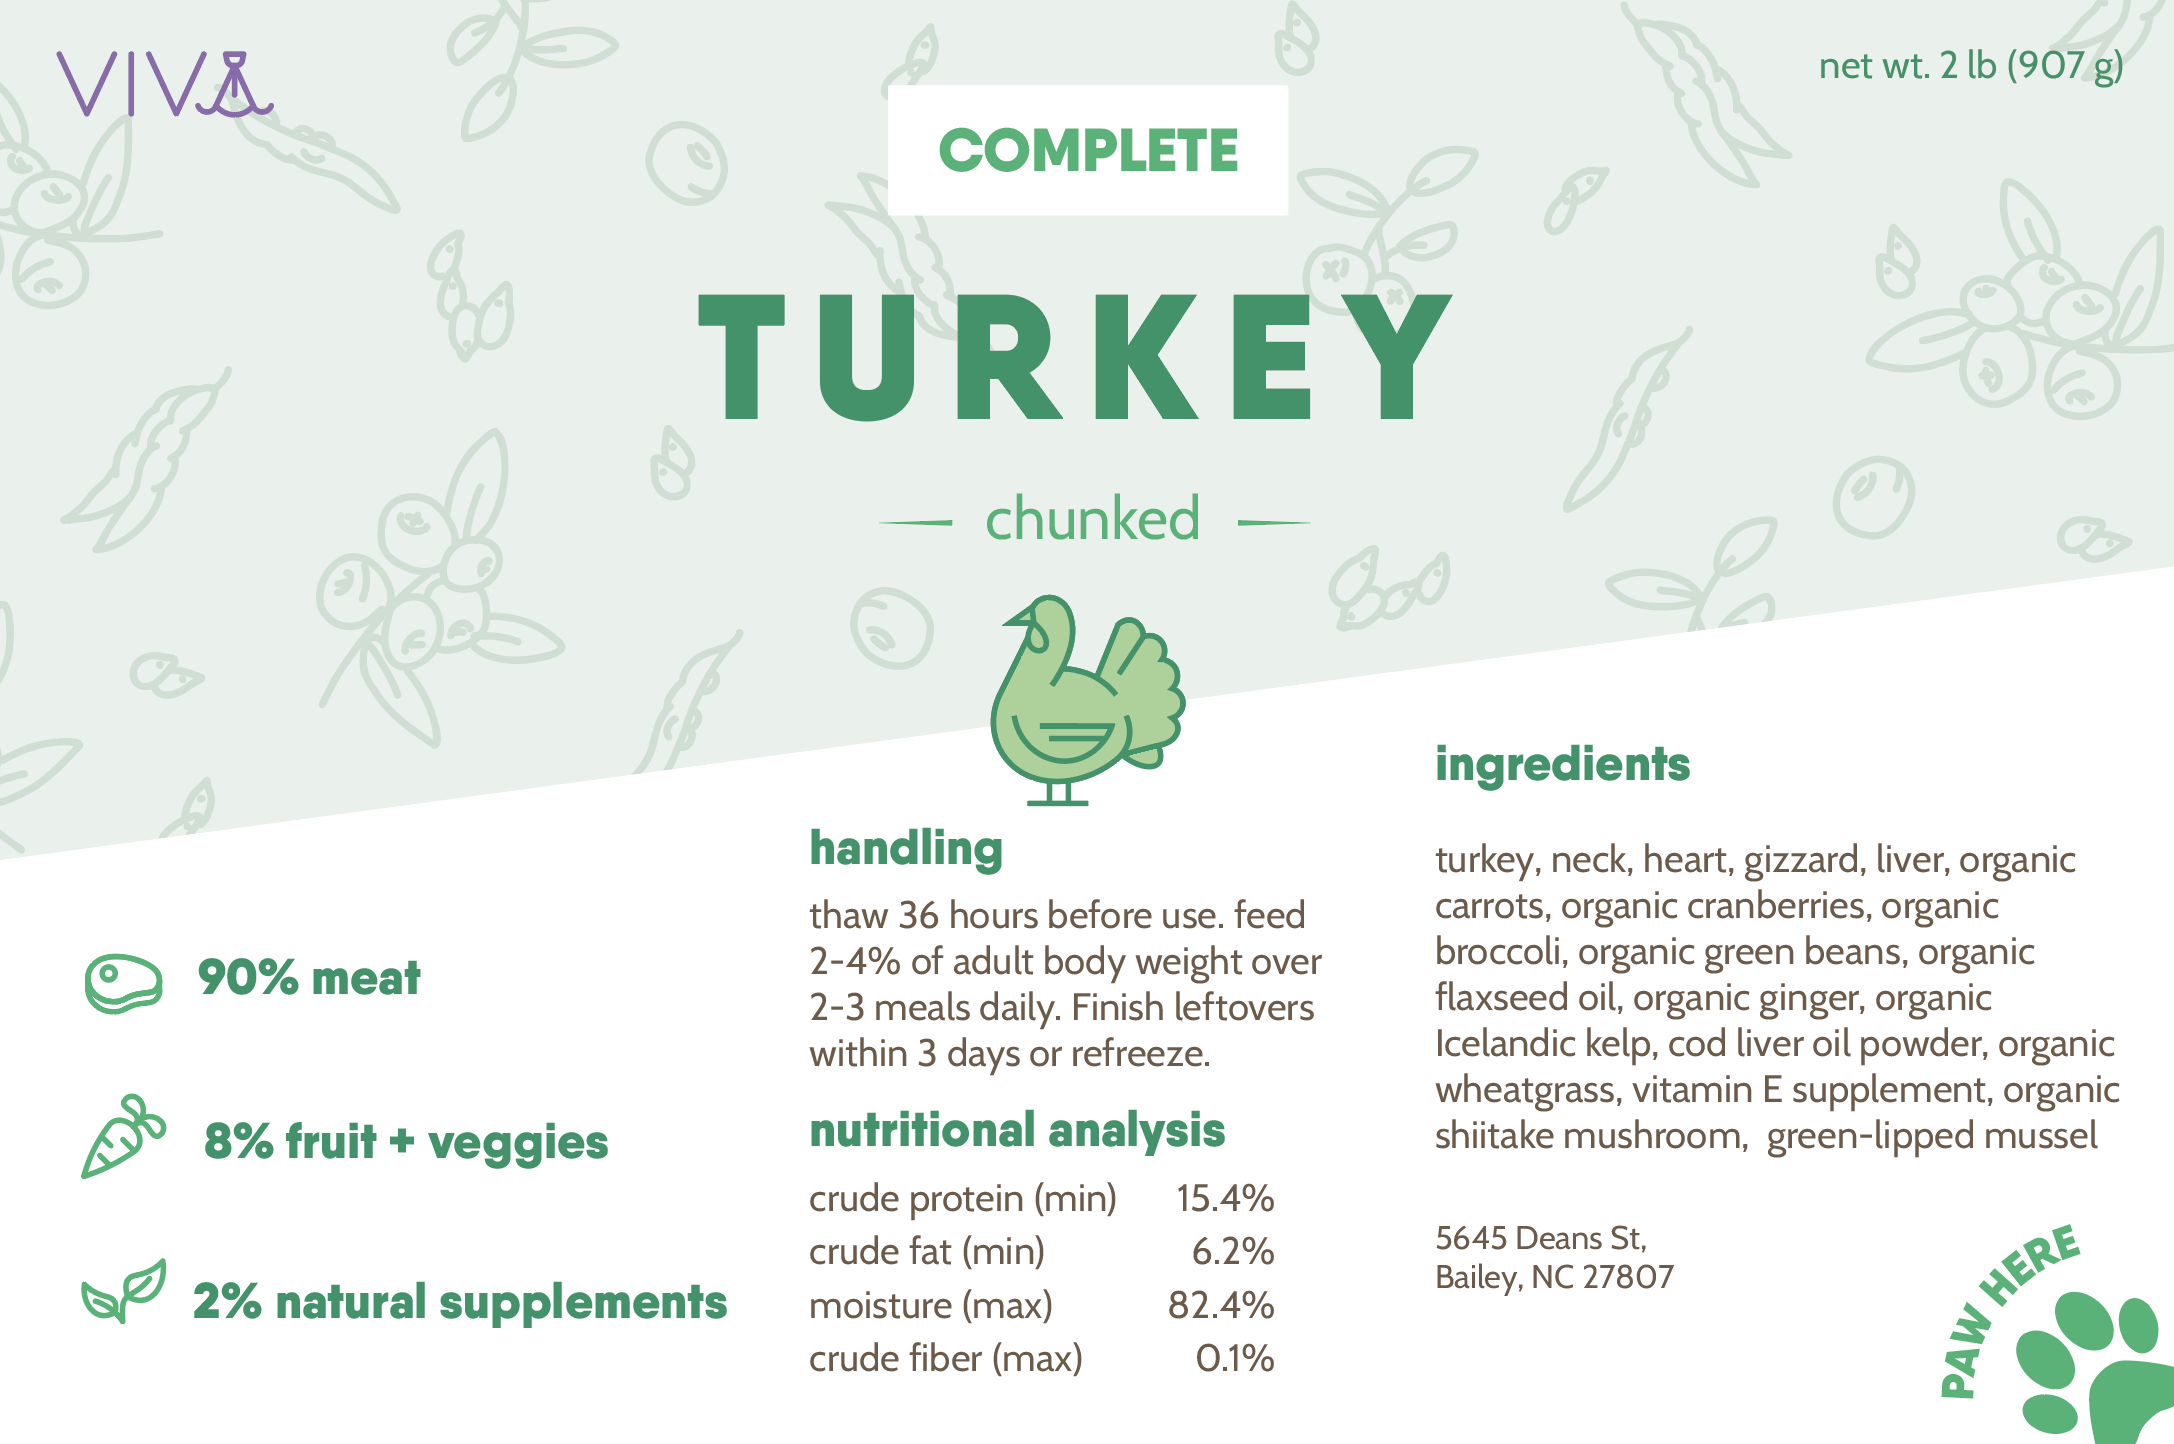 VIVA
net wt. 2 lb (907 g)
COMPLETE
TURKEY
chunked
90% meat
8% fruit + veggies
2% natural supplements
handling
thaw 36 hours before use. feed
2-4% of adult body weight over
2-3 meals daily. Finish leftovers
within 3 days or refreeze.
nutritional analysis
crude protein (min) 15.4%
crude fat (min) 6.2%
moisture (max) 82.4%
crude fiber (max) 0.1%
ingredients
turkey, neck, heart, gizzard, liver, organic
carrots, organic cranberries, organic
broccoli, organic green beans, organic
flaxseed oil, organic ginger, organic
Icelandic kelp, cod liver oil powder, organic
wheatgrass, vitamin E supplement, organic
shiitake mushroom,  green-lipped mussel
5645 Deans St,
Bailey, NC 27807
PAW HERE